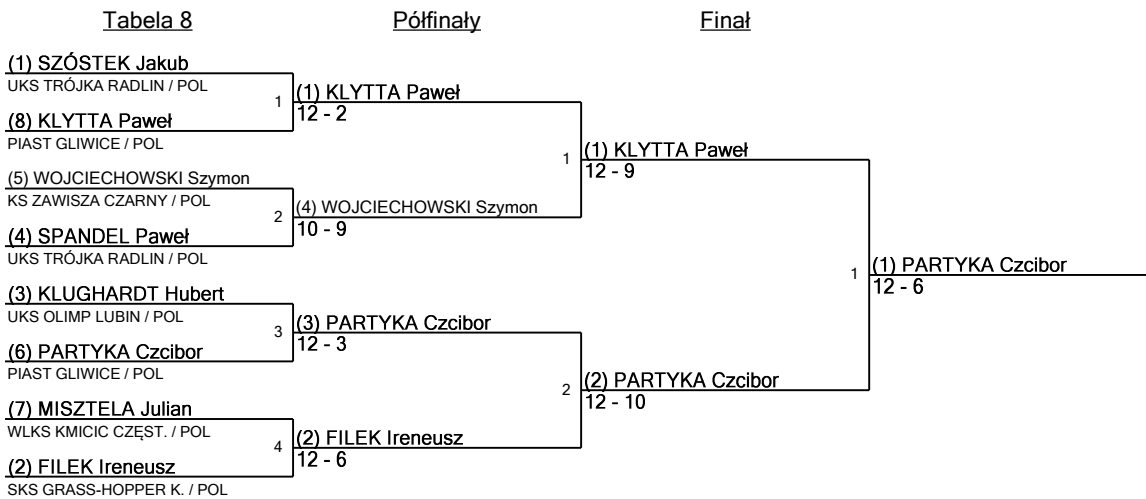 Tabela 8
Półfinały
Finał
(1) SZÓSTEK Jakub
UKS TRÓJKA RADLIN / POL
1
(8) KLYTTA Paweł
PIAST GLIWICE / POL
(5) WOJCIECHOWSKI Szymon
KS ZAWISZA CZARNY / POL
2
(4) SPANDEL Paweł
UKS TRÓJKA RADLIN / POL
(3) KLUGHARDT Hubert
UKS OLIMP LUBIN / POL
3
(6) PARTYKA Czcibor
PIAST GLIWICE / POL
(7) MISZTELA Julian
WLKS KMICIC CZĘST. / POL
4
(2) FILEK Ireneusz
SKS GRASS-HOPPER K. / POL
(1) KLYTTA Paweł
12 - 2
1
(4) WOJCIECHOWSKI Szymon
10 - 9
(3) PARTYKA Czcibor
12 - 3
2
(2) FILEK Ireneusz
12 - 6
(1) KLYTTA Paweł
12 - 9
1
(2) PARTYKA Czcibor
12 - 10
(1) PARTYKA Czcibor
12 - 6